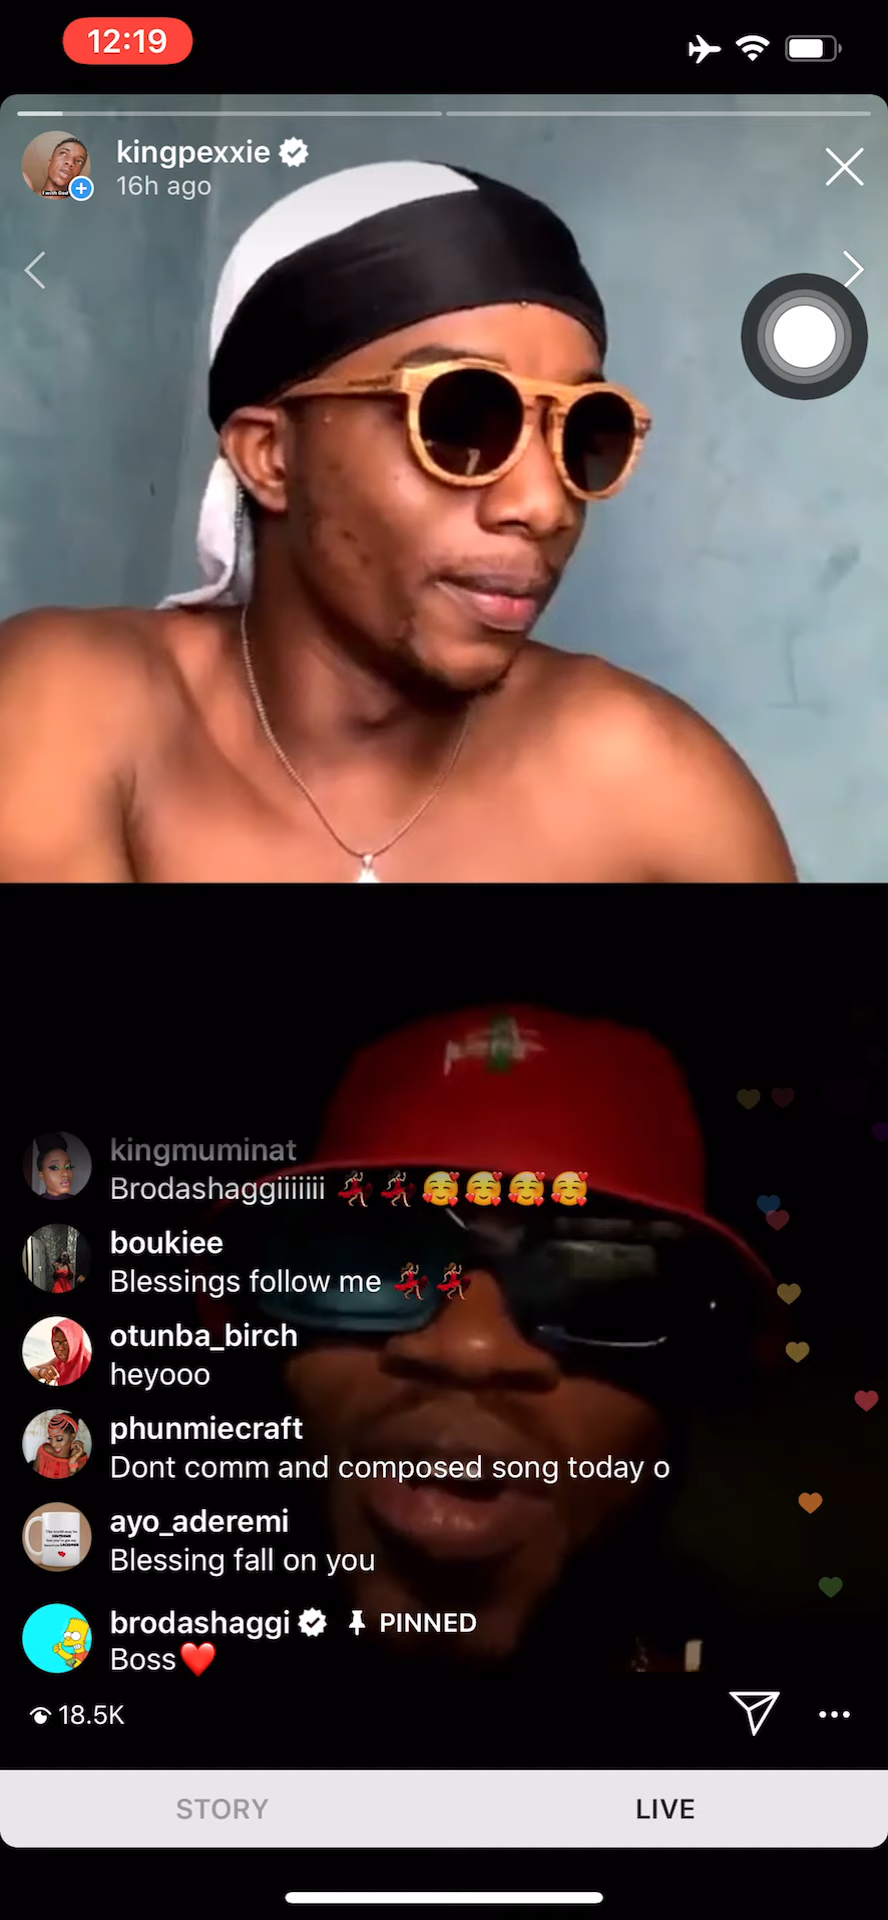 12:19
kingpexxie
16h ago
kingmuminat
Brodashaggiiiiiii 💃💃🥰🥰🥰🥰
boukiee
Blessings follow me 💃💃
otunba_birch
heyooo
phunmiecraft
Dont comm and composed song today o
ayo_aderemi
Blessing fall on you
brodashaggi PINNED
Boss❤️
18.5K
STORY LIVE